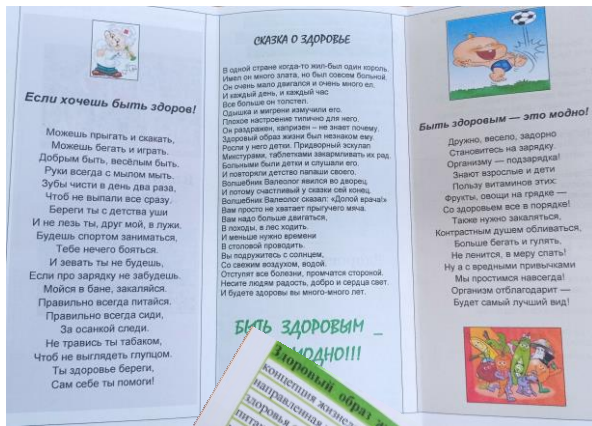 Если хочешь быть здоров!
Можешь прыгать и скакать,
Можешь бегать и играть.
Добрым быть, весёлым быть.
Руки всегда с мылом мыть.
Зубы чисти в день два раза,
Чтоб не выпали все сразу.
Береги ты с детства уши
И не лезь ты, друг мой, в лужи.
Будешь спортом заниматься,
Тебе нечего бояться.
И зевать ты не будешь,
Если про зарядку не забудешь.
Мойся в бане, закаляйся.
Правильно всегда питайся.
Правильно всегда сиди,
За осанкой следи.
Не травись ты табаком,
Чтоб не выглядеть глупцом.
Ты здоровье береги,
Сам себе ты помоги!
СКАЗКА О ЗДОРОВЬЕ
В одной стране когда-то жил-был один король.
Имел он много злата, но был совсем больной.
Он очень мало двигался и очень много ел.
И каждый день, и каждый час
Все больше он толстел.
Одышка и мигрени измучили его.
Плохое настроение типично для него.
Он раздражен, капризен – не знает почему.
Здоровый образ жизни был незнаком ему.
Росли у него детки. Придворный эскулап
Микстурами, таблетками закармливать их рад.
Больными были детки и слушали его.
И повторяли детство папаши своего.
Волшебник Валеолог явился во дворец.
И потому счастливый у сказки сей конец.
Волшебник Валеолог сказал: «Долой врача!»
Вам просто не хватает прыгучего мяча.
Вам надо больше двигаться,
В походы, в лес ходить.
И меньше нужно времени
В столовой проводить.
Вы подружитесь с солнцем,
Со свежим воздухом, водой.
Отступят все болезни, промчатся стороной.
Несите людям радость, добро и сердца свет.
И будете здоровы вы много-много лет.
БЫТЬ ЗДОРОВЫМ _
МОДНО!!!
Быть здоровым — это модно!
Дружно, весело, задорно
Становитесь на зарядку.
Организму — подзарядка!
Знают взрослые и дети
Пользу витаминов этих:
Фрукты, овощи на грядке —
Со здоровьем все в порядке!
Также нужно закаляться,
Контрастным душем обливаться,
Больше бегать и гулять,
Не ленится, в меру спать!
Ну а с вредными привычками
Мы простимся навсегда!
Организм отблагодарит —
Будет самый лучший вид!
Здоровый образ
концепция
направленная
здоровья